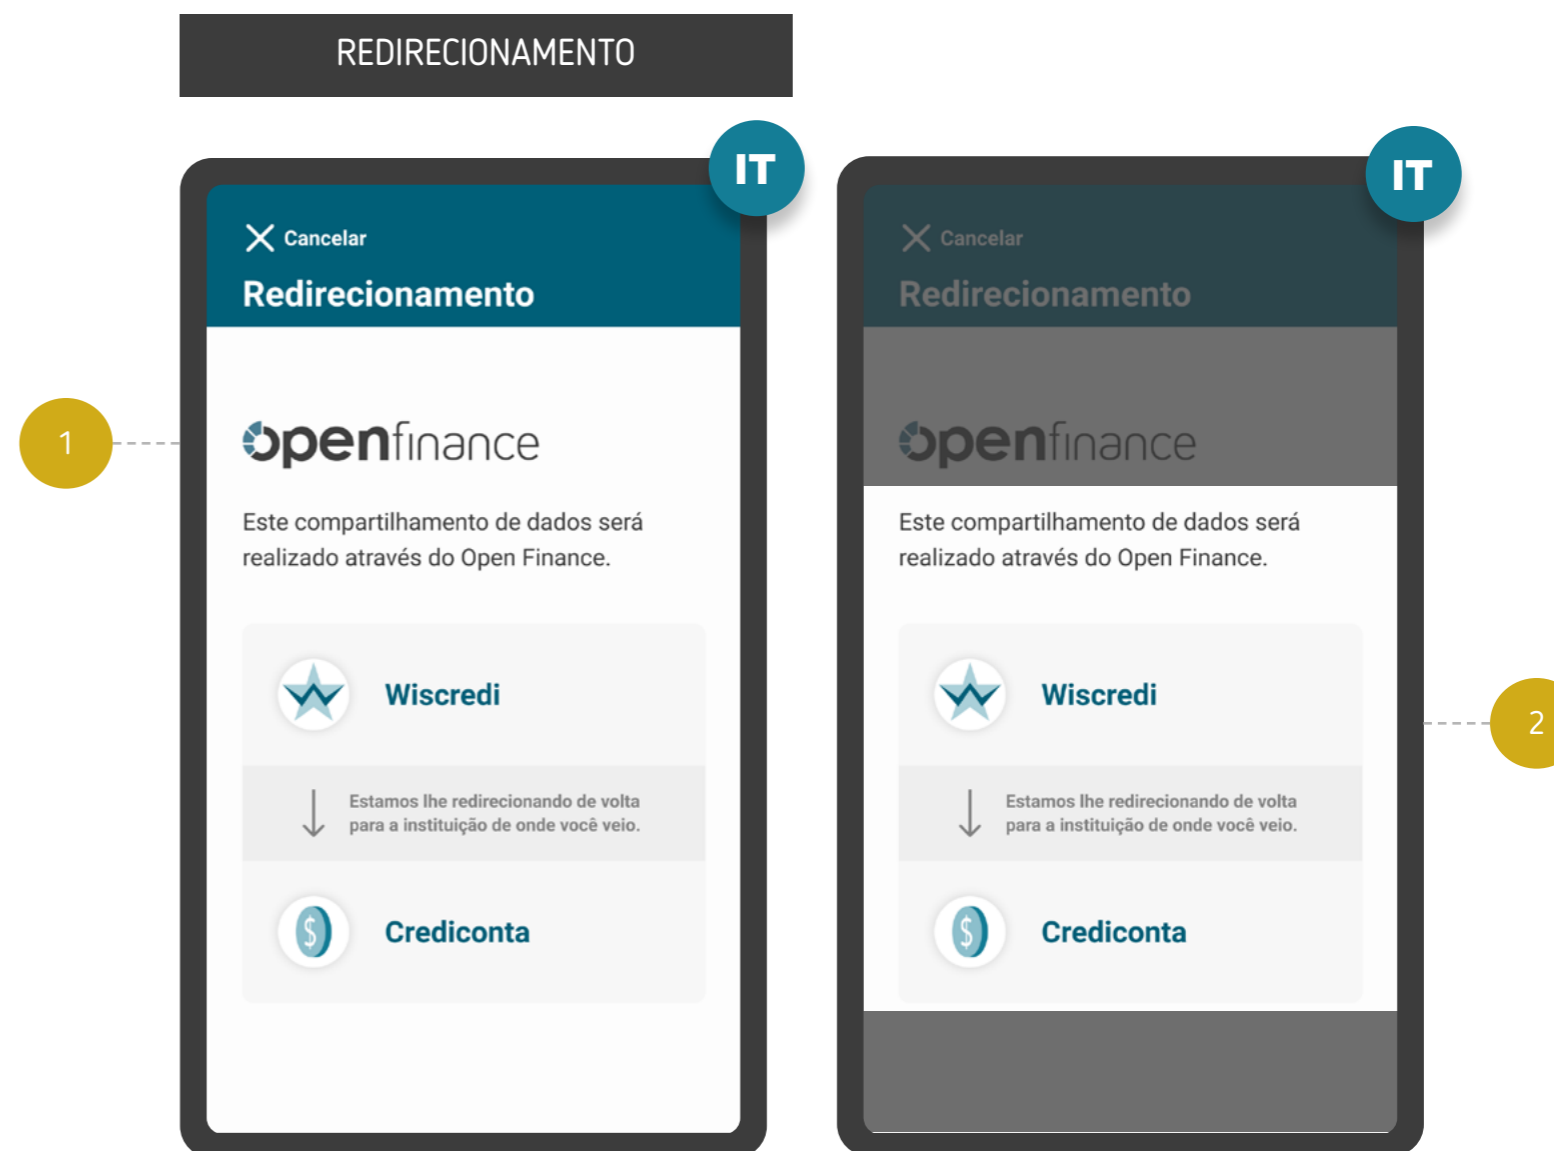 REDIRECIONAMENTO
IT
Cancelar
Redirecionamento
1
openfinance
Este compartilhamento de dados será
realizado através do Open Finance.
Wiscredi
Estamos lhe redirecionando de volta
para a instituição de onde você veio.
$
Crediconta
IT
Cancelar
Redirecionamento
openfinance
Este compartilhamento de dados será
realizado através do Open Finance.
Wiscredi
2
Estamos lhe redirecionando de volta
para a instituição de onde você veio.
$
Crediconta